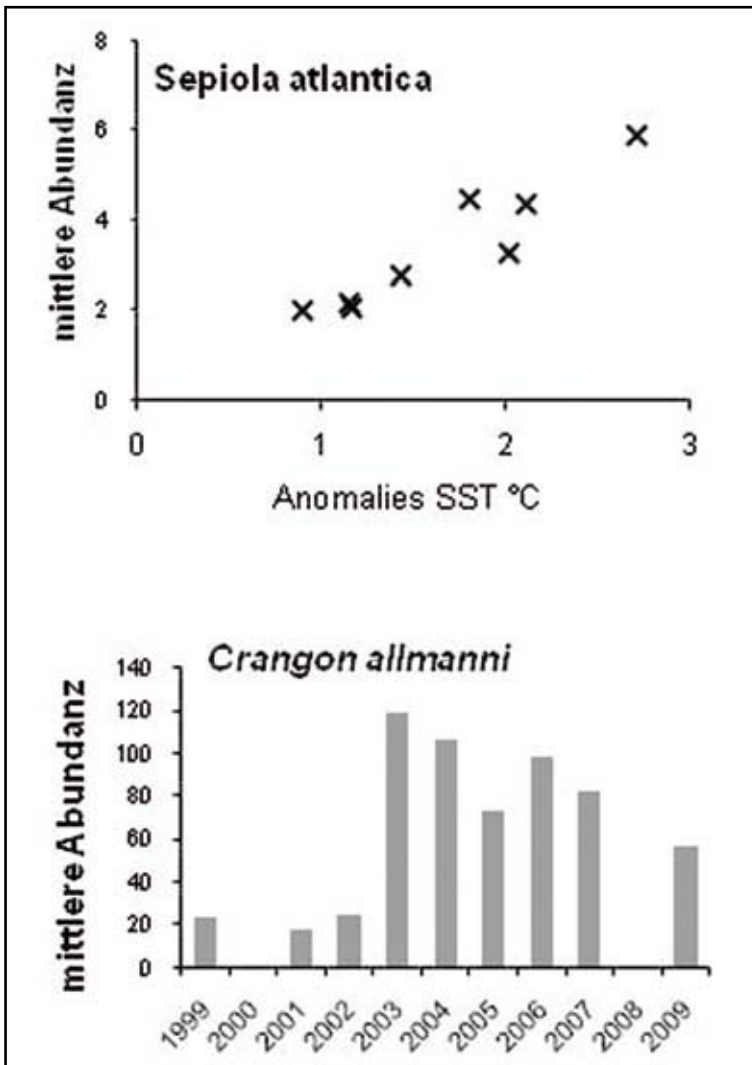 8
Sepiola atlantica
6
4
2
0
mittlere Abundanz
0 1 2 3
Anomalies SST °C
Crangon allmanni
140
120
100
80
60
40
20
0
mittlere Abundanz
1999 2000 2001 2002 2003 2004 2005 2006 2007 2008 2009